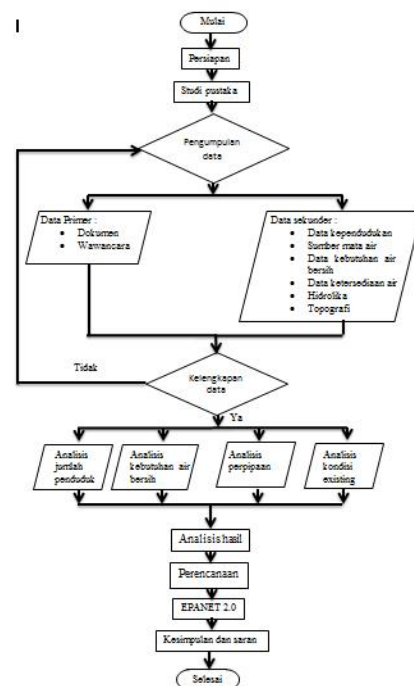 Mulai
Persiapan
Studi pustaka
Pengumpulan
data
Data Primer :
• Dokumen
• Wawancara
Data sekunder :
• Data kependudukan
• Sumber mata air
• Data kebutuhan air
bersih
• Data ketersediaan air
• Hidrolika
• Topografi
Tidak
Kelengkapan
data
Ya
Analisis
jumlah
penduduk
Analisis
kebutuhan air
bersih
Analisis
perpipaan
Analisis
kondisi
existing
Analisis hasil
Perencanaan
EPANET 2.0
Kesimpulan dan saran
Selesai